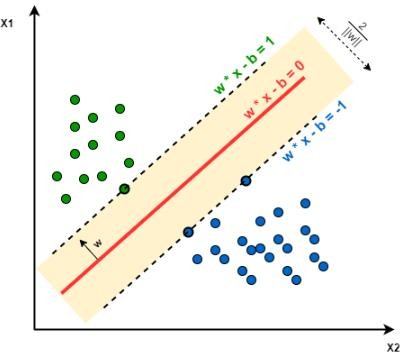 X1
w * x - b = 1
w * x - b = 0
w * x - b = -1
2
||w||
w
X2